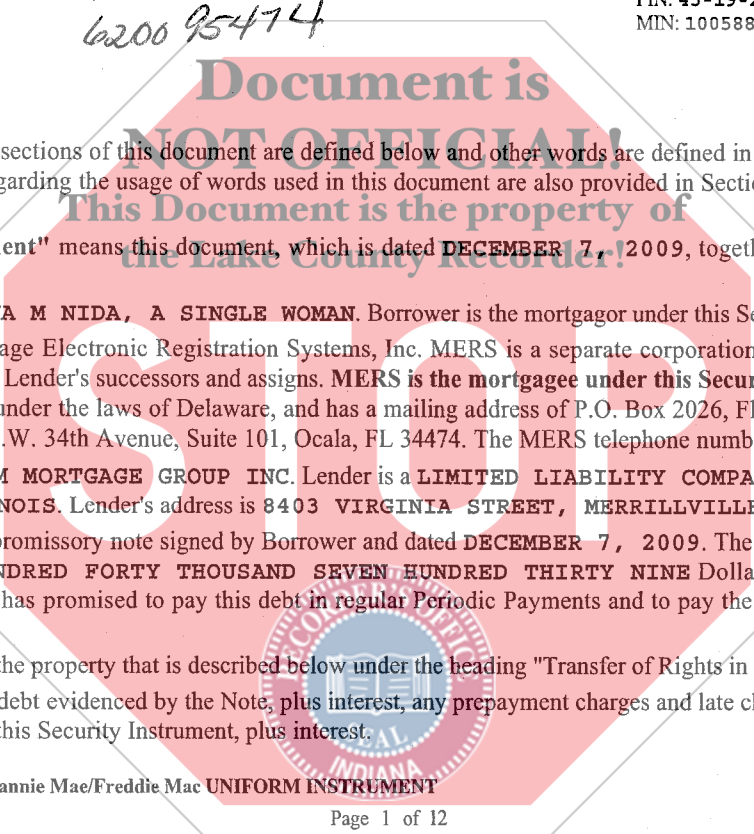 6200 95474
PIN: 45-19-2
MIN: 100588
Document is
NOT OFFICIAL!
sections of this document are defined below and other words are defined in
garding the usage of words used in this document are also provided in Secti
This Document is the property of
the Lake County Recorder!
ent" means this document, which is dated DECEMBER 7, 2009, togeth
A M NIDA, A SINGLE WOMAN. Borrower is the mortgagor under this Se
age Electronic Registration Systems, Inc. MERS is a separate corporation
Lender's successors and assigns. MERS is the mortgagee under this Secur
under the laws of Delaware, and has a mailing address of P.O. Box 2026, Fl
.W. 34th Avenue, Suite 101, Ocala, FL 34474. The MERS telephone numb
M MORTGAGE GROUP INC. Lender is a LIMITED LIABILITY COMPA
NOIS. Lender's address is 8403 VIRGINIA STREET, MERRILLVILLE
promissory note signed by Borrower and dated DECEMBER 7, 2009. The
NDRED FORTY THOUSAND SEVEN HUNDRED THIRTY NINE Dolla
has promised to pay this debt in regular Periodic Payments and to pay the
STOP
the property that is described below under the heading "Transfer of Rights in
debt evidenced by the Note, plus interest, any prepayment charges and late cl
this Security Instrument, plus interest.
RECORDER'S OFFICE
SEAL
INDIANA
annie Mae/Freddie Mac UNIFORM INSTRUMENT
Page 1 of 12